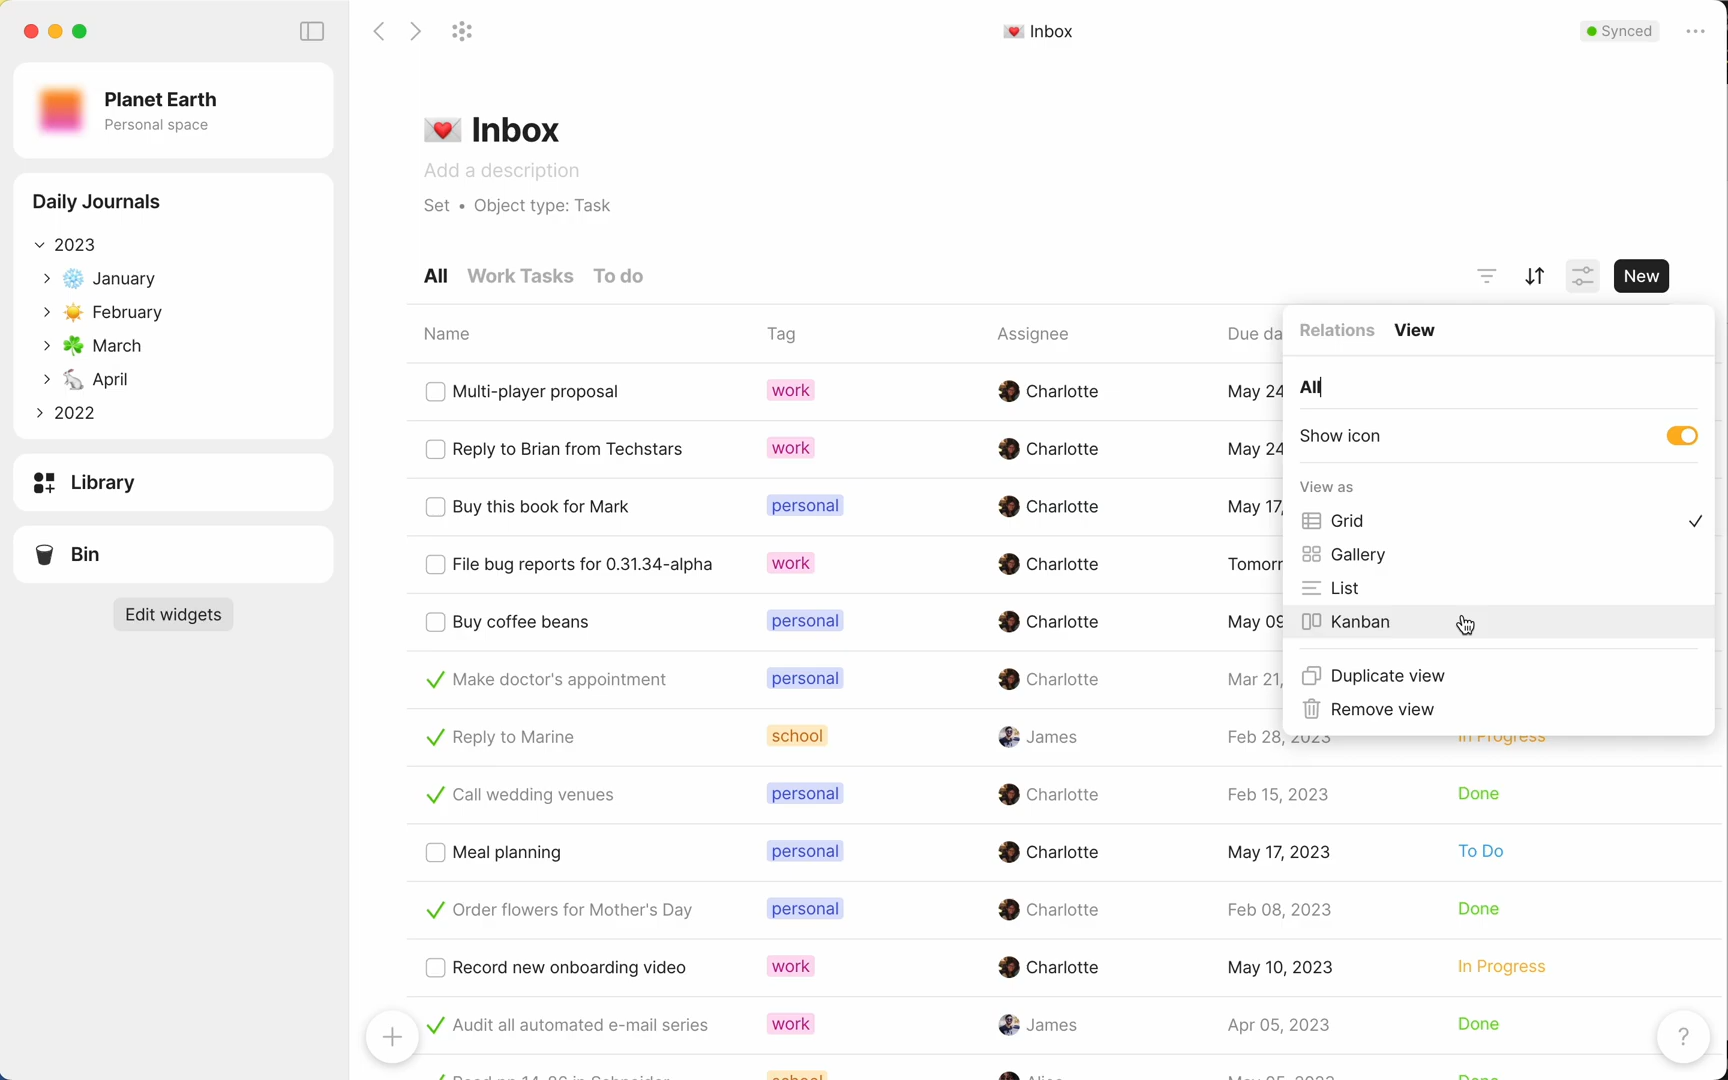 Inbox
Synced
Planet Earth
Personal space
Daily Journals
2023
January
February
March
April
2022
Library
Bin
Edit widgets
Inbox
Add a description
Set • Object type: Task
All Work Tasks To do
New
Name Tag Assignee Due da
Multi-player proposal work Charlotte May 24
Reply to Brian from Techstars work Charlotte May 24
Buy this book for Mark personal Charlotte May 17,
File bug reports for 0.31.34-alpha work Charlotte Tomorr
Buy coffee beans personal Charlotte May 09
Make doctor's appointment personal Charlotte Mar 21,
Reply to Marine school James Feb 28, 2023 In Progress
Call wedding venues personal Charlotte Feb 15, 2023 Done
Meal planning personal Charlotte May 17, 2023 To Do
Order flowers for Mother's Day personal Charlotte Feb 08, 2023 Done
Record new onboarding video work Charlotte May 10, 2023 In Progress
Audit all automated e-mail series work James Apr 05, 2023 Done
Relations View
All
Show icon
View as
Grid
Gallery
List
Kanban
Duplicate view
Remove view
?